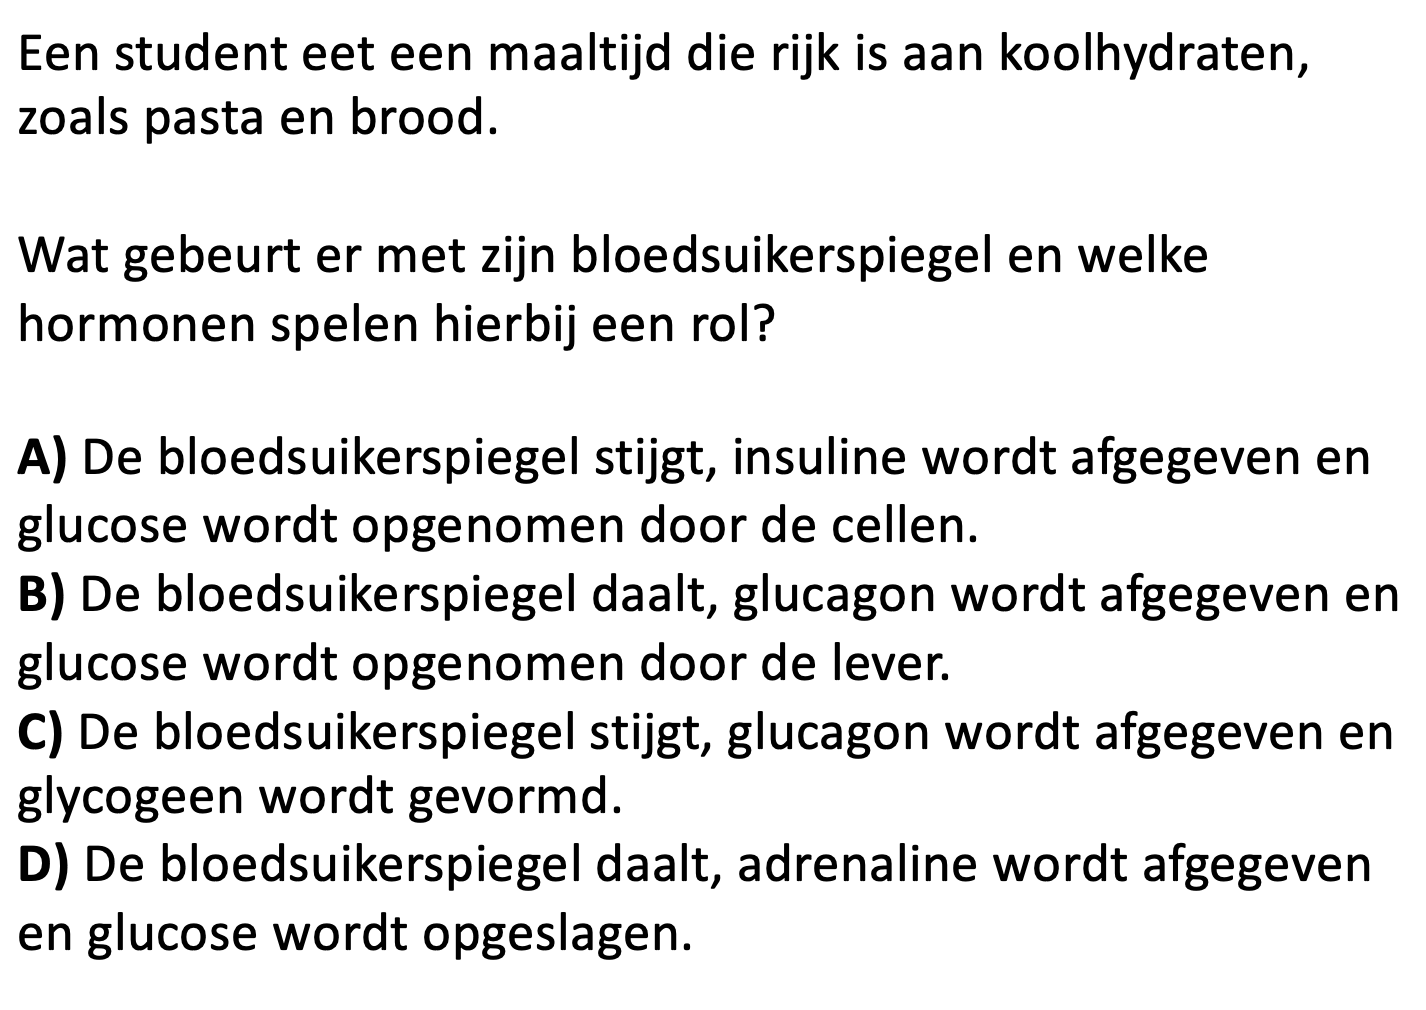 Een student eet een maaltijd die rijk is aan koolhydraten,
zoals pasta en brood.
Wat gebeurt er met zijn bloedsuikerspiegel en welke
hormonen spelen hierbij een rol?
A) De bloedsuikerspiegel stijgt, insuline wordt afgegeven en
glucose wordt opgenomen door de cellen.
B) De bloedsuikerspiegel daalt, glucagon wordt afgegeven en
glucose wordt opgenomen door de lever.
C) De bloedsuikerspiegel stijgt, glucagon wordt afgegeven en
glycogeen wordt gevormd.
D) De bloedsuikerspiegel daalt, adrenaline wordt afgegeven
en glucose wordt opgeslagen.